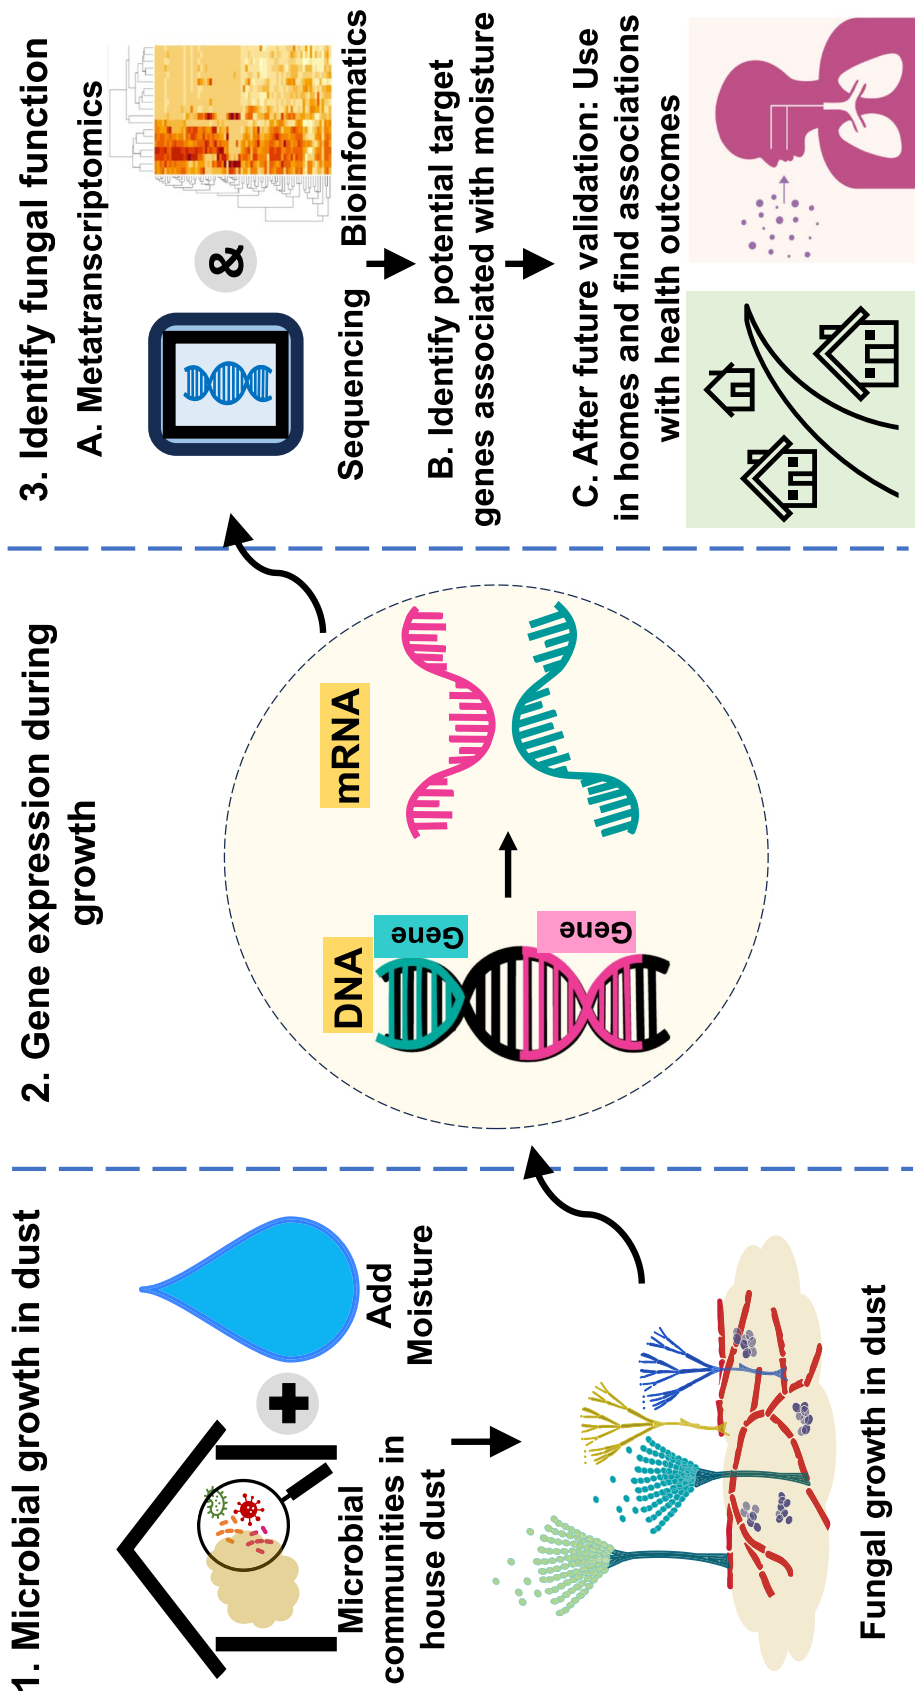 1. Microbial growth in dust
Microbial
communities in
house dust
Add
Moisture
Fungal growth in dust
2. Gene expression during
growth
DNA
Gene
Gene
mRNA
3. Identify fungal function
A. Metatranscriptomics
&
Sequencing
Bioinformatics
B. Identify potential target
genes associated with moisture
C. After future validation: Use
in homes and find associations
with health outcomes